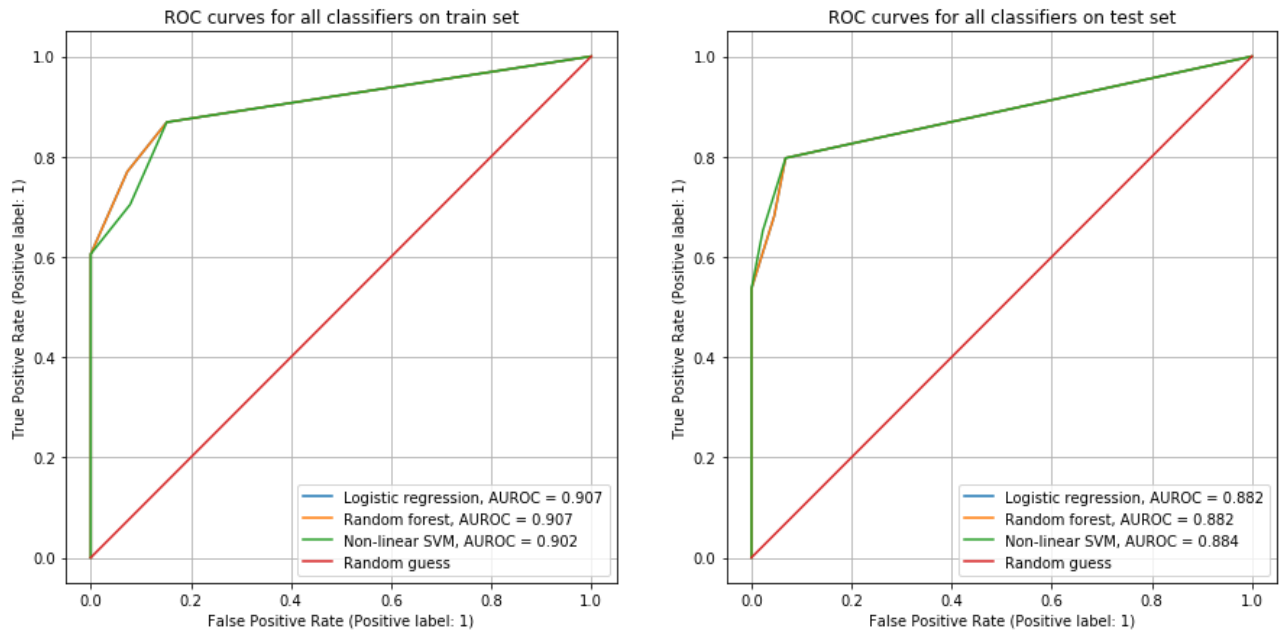 ROC curves for all classifiers on train set
True Positive Rate (Positive label: 1)
1.0
0.8
0.6
0.4
0.2
0.0
Logistic regression, AUROC = 0.907
Random forest, AUROC = 0.907
Non-linear SVM, AUROC = 0.902
Random guess
0.0 0.2 0.4 0.6 0.8 1.0
False Positive Rate (Positive label: 1)
ROC curves for all classifiers on test set
True Positive Rate (Positive label: 1)
1.0
0.8
0.6
0.4
0.2
0.0
Logistic regression, AUROC = 0.882
Random forest, AUROC = 0.882
Non-linear SVM, AUROC = 0.884
Random guess
0.0 0.2 0.4 0.6 0.8 1.0
False Positive Rate (Positive label: 1)